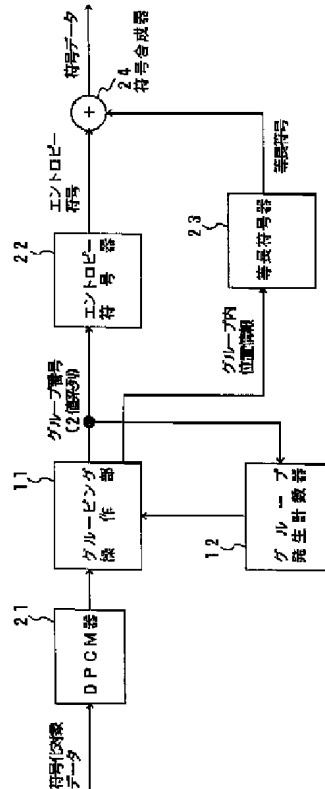 符号化対象
データ
21
DPCM器
11
グルーピング
操作部
グループ番号
(2値系列)
22
エントロピー
符号器
エントロピー
符号
符号データ
24
符号合成器
12
グループ
発生計数器
グループ内
位置情報
23
等長符号器
等長符号